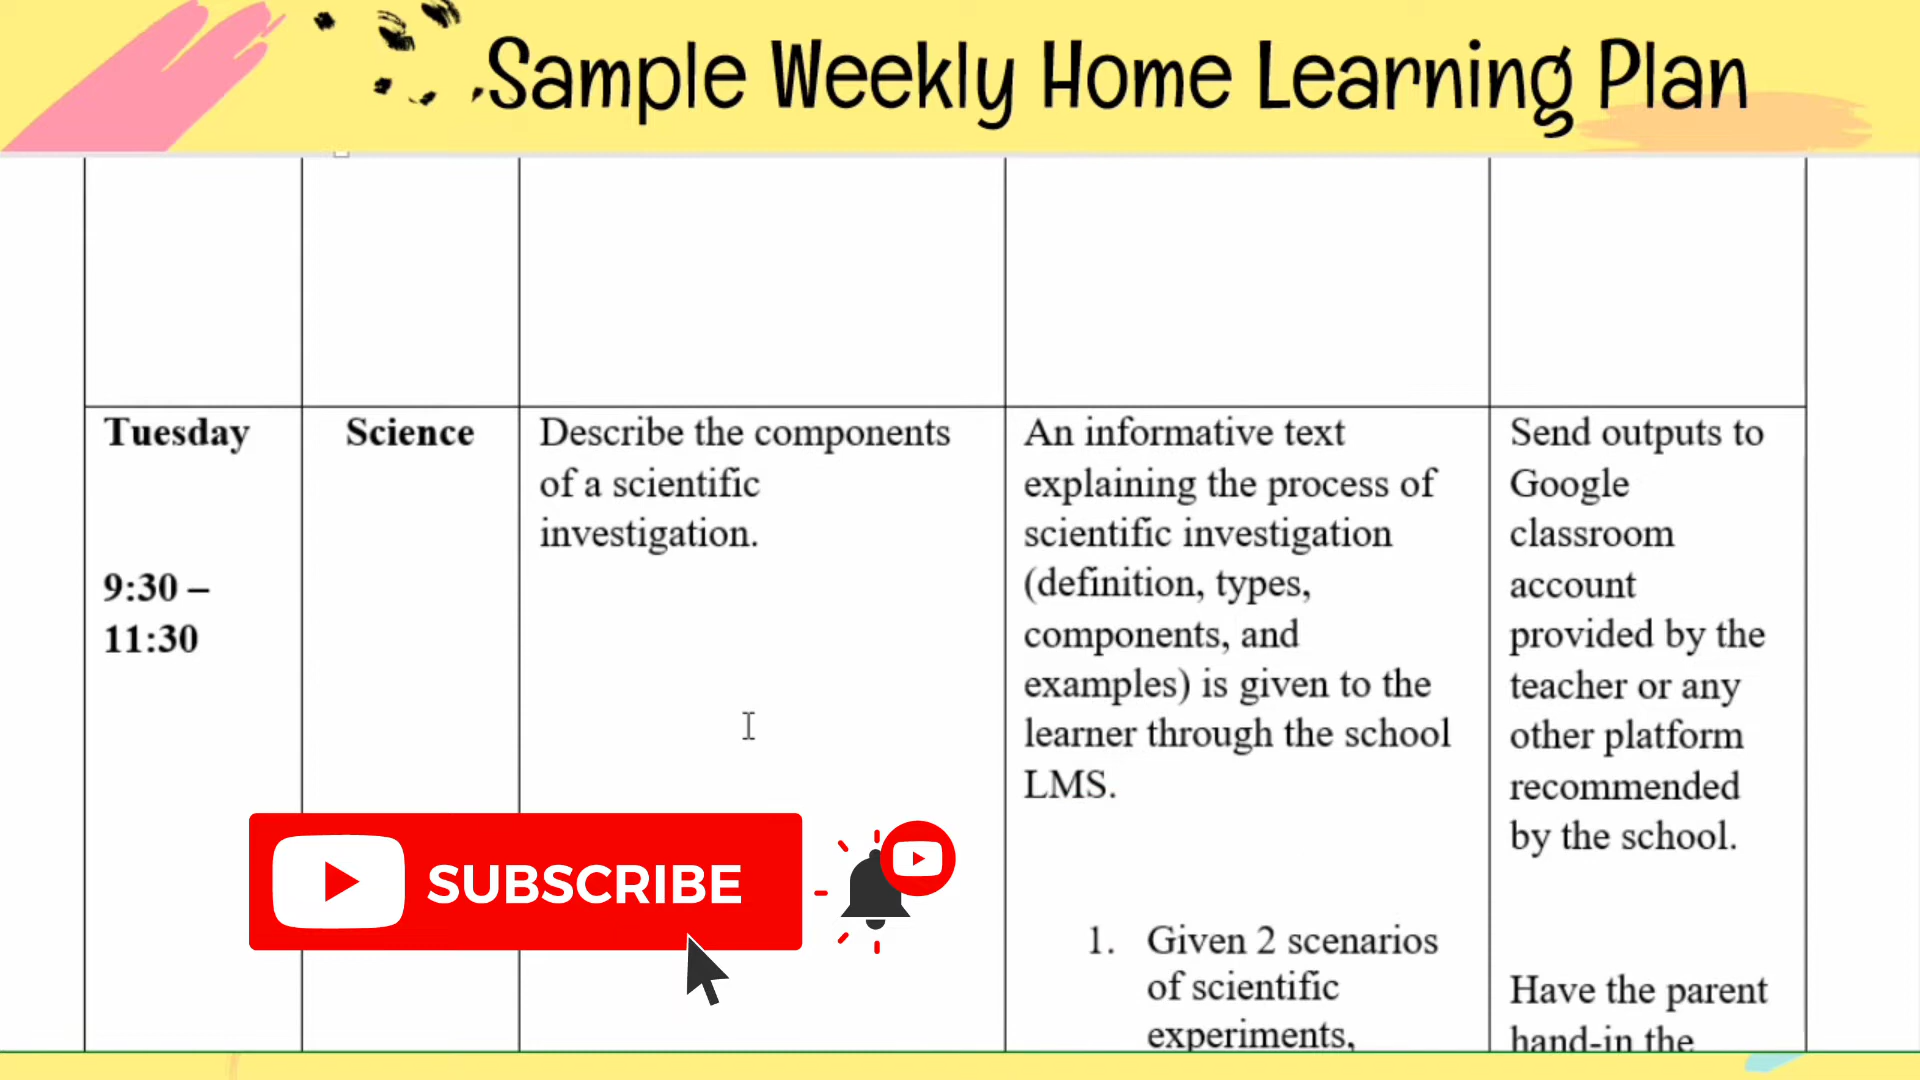 Sample Weekly Home Learning Plan
Tuesday
9:30 –
11:30
Science
Describe the components
of a scientific
investigation.
An informative text
explaining the process of
scientific investigation
(definition, types,
components, and
examples) is given to the
learner through the school
LMS.
1. Given 2 scenarios
of scientific
experiments,
Send outputs to
Google
classroom
account
provided by the
teacher or any
other platform
recommended
by the school.
Have the parent
hand-in the
SUBSCRIBE